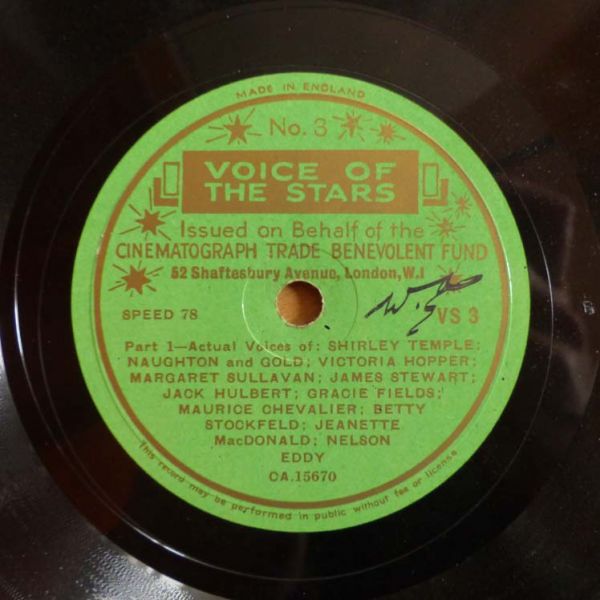 MADE IN ENGLAND
No. 3
VOICE OF
THE STARS
Issued on Behalf of the
CINEMATOGRAPH TRADE BENEVOLENT FUND
52 Shaftesbury Avenue, London, W.1
SPEED 78
VS 3
Part 1—Actual Voices of: SHIRLEY TEMPLE;
NAUGHTON and GOLD; VICTORIA HOPPER;
MARGARET SULLAVAN; JAMES STEWART;
JACK HULBERT; GRACIE FIELDS;
MAURICE CHEVALIER; BETTY
STOCKFELD; JEANETTE
MacDONALD; NELSON
EDDY
CA.15670
This record may be performed in public without fee or license